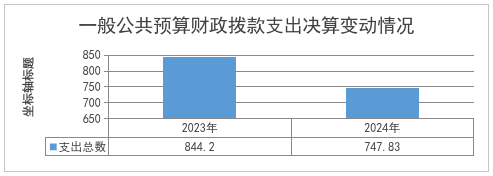 一般公共预算财政拨款支出决算变动情况
坐标轴标题
850
800
750
700
650
2023年 2024年
支出总数 844.2 747.83